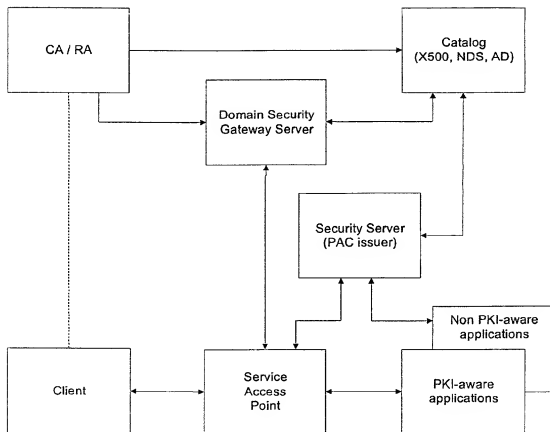 CA / RA
Catalog
(X500, NDS, AD)
Domain Security
Gateway Server
Security Server
(PAC issuer)
Non PKI-aware
applications
Client
Service
Access
Point
PKI-aware
applications